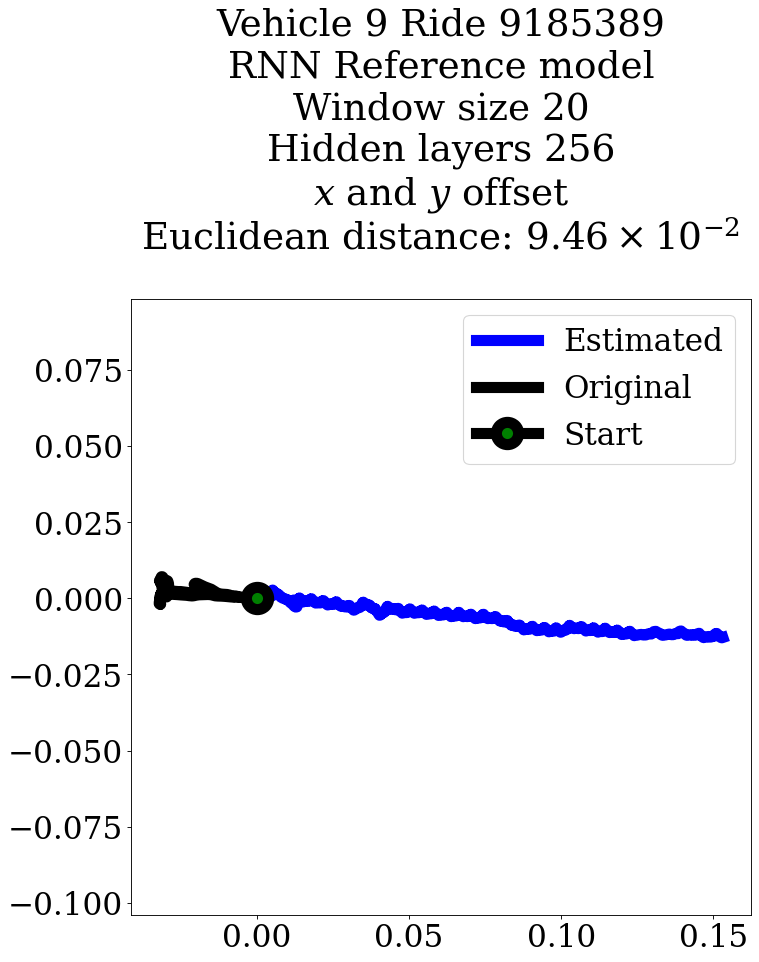 Vehicle 9 Ride 9185389
RNN Reference model
Window size 20
Hidden layers 256
x and y offset
Euclidean distance: 9.46 × 10⁻²
Estimated
Original
Start
0.075
0.050
0.025
0.000
−0.025
−0.050
−0.075
−0.100
0.00 0.05 0.10 0.15